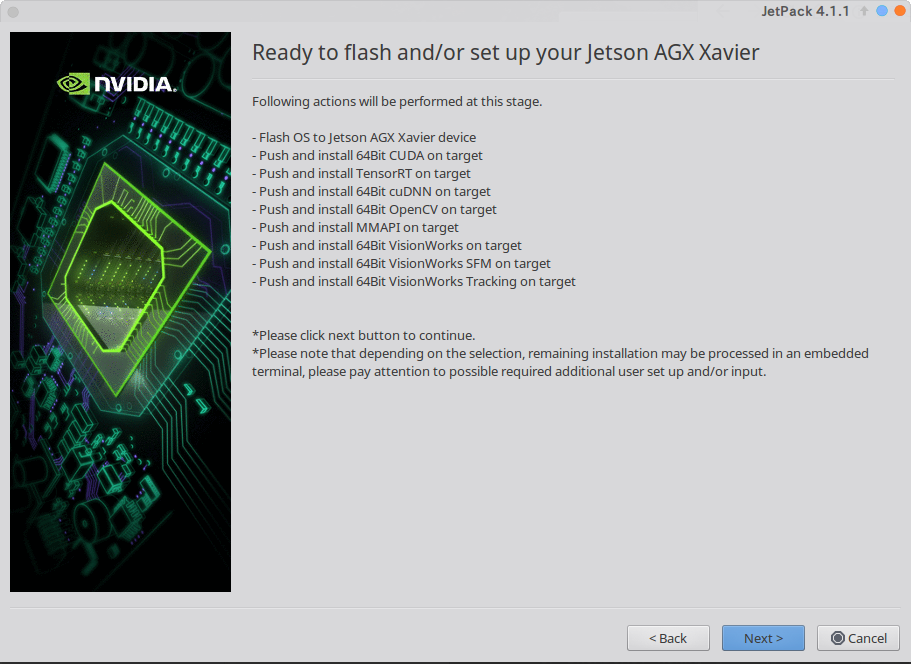 JetPack 4.1.1
NVIDIA.
Ready to flash and/or set up your Jetson AGX Xavier
Following actions will be performed at this stage.
- Flash OS to Jetson AGX Xavier device
- Push and install 64Bit CUDA on target
- Push and install TensorRT on target
- Push and install 64Bit cuDNN on target
- Push and install 64Bit OpenCV on target
- Push and install MMAPI on target
- Push and install 64Bit VisionWorks on target
- Push and install 64Bit VisionWorks SFM on target
- Push and install 64Bit VisionWorks Tracking on target
*Please click next button to continue.
*Please note that depending on the selection, remaining installation may be processed in an embedded
terminal, please pay attention to possible required additional user set up and/or input.
< Back
Next >
Cancel